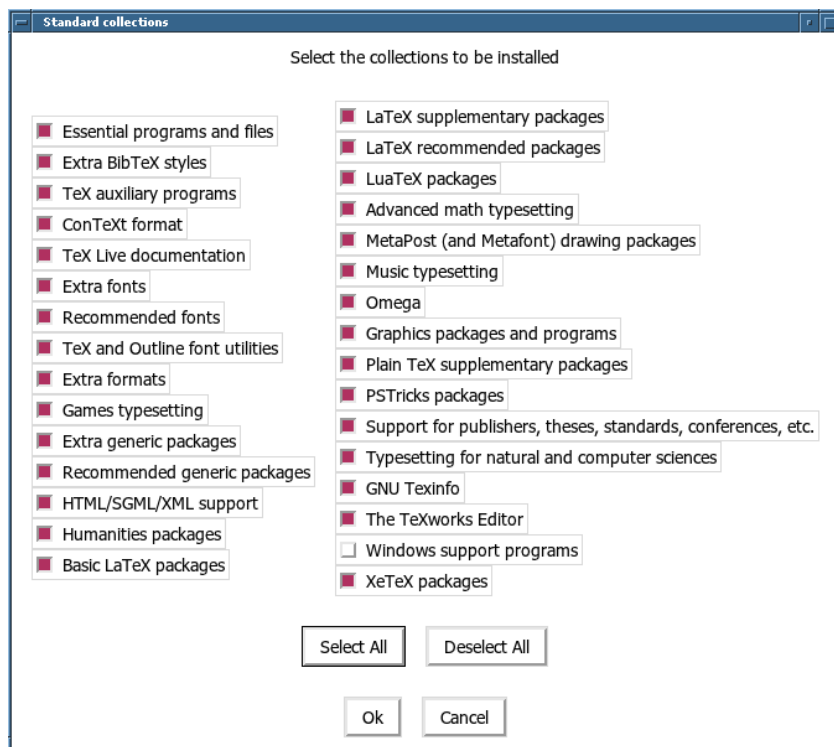 Standard collections
Select the collections to be installed
Essential programs and files
Extra BibTeX styles
TeX auxiliary programs
ConTeXt format
TeX Live documentation
Extra fonts
Recommended fonts
TeX and Outline font utilities
Extra formats
Games typesetting
Extra generic packages
Recommended generic packages
HTML/SGML/XML support
Humanities packages
Basic LaTeX packages
LaTeX supplementary packages
LaTeX recommended packages
LuaTeX packages
Advanced math typesetting
MetaPost (and Metafont) drawing packages
Music typesetting
Omega
Graphics packages and programs
Plain TeX supplementary packages
PSTricks packages
Support for publishers, theses, standards, conferences, etc.
Typesetting for natural and computer sciences
GNU Texinfo
The TeXworks Editor
Windows support programs
XeTeX packages
Select All
Deselect All
Ok
Cancel